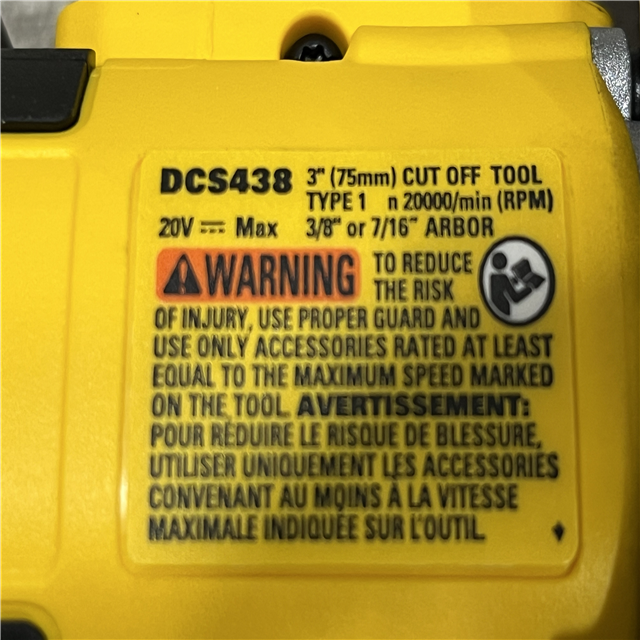 DCS438 3" (75mm) CUT OFF TOOL
TYPE 1 n 20000/min (RPM)
20V ⎓ Max 3/8" or 7/16" ARBOR
WARNING TO REDUCE
THE RISK
OF INJURY, USE PROPER GUARD AND
USE ONLY ACCESSORIES RATED AT LEAST
EQUAL TO THE MAXIMUM SPEED MARKED
ON THE TOOL. AVERTISSEMENT:
POUR RÉDUIRE LE RISQUE DE BLESSURE,
UTILISER UNIQUEMENT LES ACCESSOIRIES
CONVENANT AU MOINS À LA VITESSE
MAXIMALE INDIQUÉE SUR L'OUTIL.